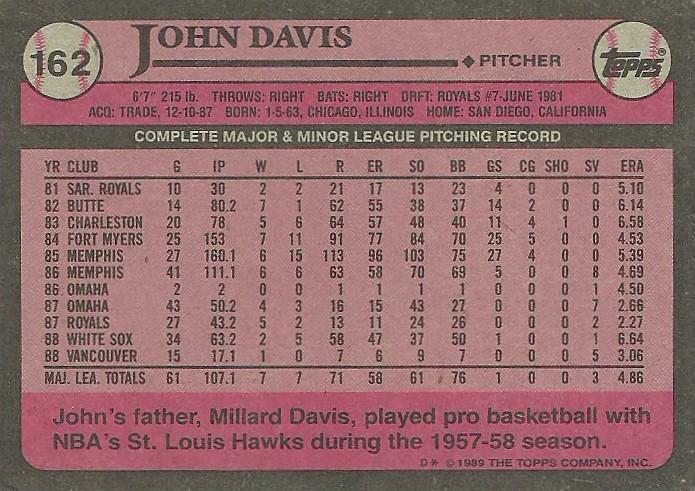 162
JOHN DAVIS
PITCHER
Topps®
6'7" 215 lb. THROWS: RIGHT BATS: RIGHT DRFT: ROYALS #7-JUNE 1981
ACQ: TRADE, 12-10-87 BORN: 1-5-63, CHICAGO, ILLINOIS HOME: SAN DIEGO, CALIFORNIA
COMPLETE MAJOR & MINOR LEAGUE PITCHING RECORD
YR CLUB G IP W L R ER SO BB GS CG SHO SV ERA
81 SAR. ROYALS 10 30 2 2 21 17 13 23 4 0 0 0 5.10
82 BUTTE 14 80.2 7 1 62 55 38 37 14 2 0 0 6.14
83 CHARLESTON 20 78 5 6 64 57 48 40 11 4 1 0 6.58
84 FORT MYERS 25 153 7 11 91 77 84 70 25 5 0 0 4.53
85 MEMPHIS 27 160.1 6 15 113 96 103 75 27 4 0 0 5.39
86 MEMPHIS 41 111.1 6 6 63 58 70 69 5 0 0 8 4.69
86 OMAHA 2 2 0 0 1 1 1 1 0 0 0 1 4.50
87 OMAHA 43 50.2 4 3 16 15 43 27 0 0 0 7 2.66
87 ROYALS 27 43.2 5 2 13 11 24 26 0 0 0 2 2.27
88 WHITE SOX 34 63.2 2 5 58 47 37 50 1 0 0 1 6.64
88 VANCOUVER 15 17.1 1 0 7 6 9 7 0 0 0 5 3.06
MAJ. LEA. TOTALS 61 107.1 7 7 71 58 61 76 1 0 0 3 4.86
John's father, Millard Davis, played pro basketball with
NBA's St. Louis Hawks during the 1957-58 season.
D* © 1989 THE TOPPS COMPANY, INC.